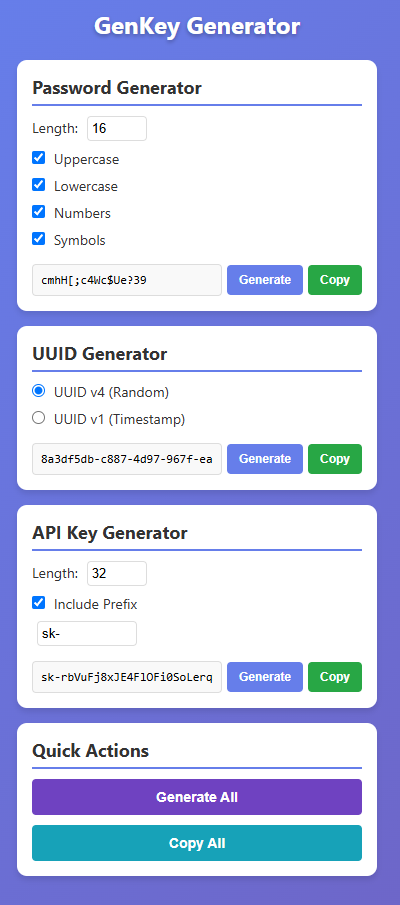 GenKey Generator
Password Generator
Length: 16
Uppercase
Lowercase
Numbers
Symbols
cmhH[;c4Wc$Ue?39 Generate Copy
UUID Generator
UUID v4 (Random)
UUID v1 (Timestamp)
8a3df5db-c887-4d97-967f-ea Generate Copy
API Key Generator
Length: 32
Include Prefix
sk-
sk-rbVuFj8xJE4FlOFi0SoLerq Generate Copy
Quick Actions
Generate All
Copy All